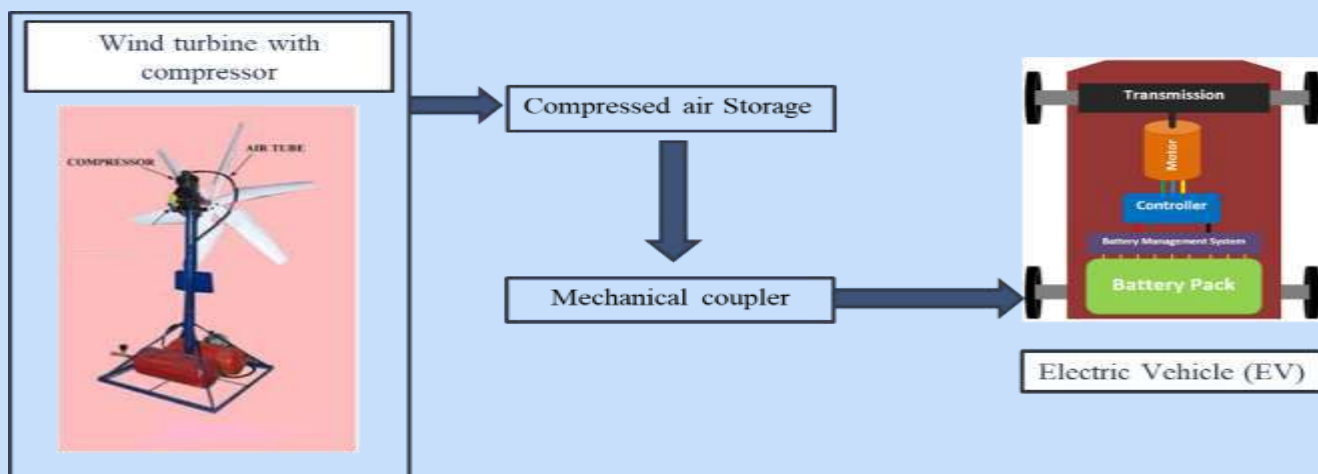 Wind turbine with
compressor
COMPRESSOR
AIR TUBE
Compressed air Storage
Mechanical coupler
Transmission
Motor
Controller
Battery Management System
Battery Pack
Electric Vehicle (EV)